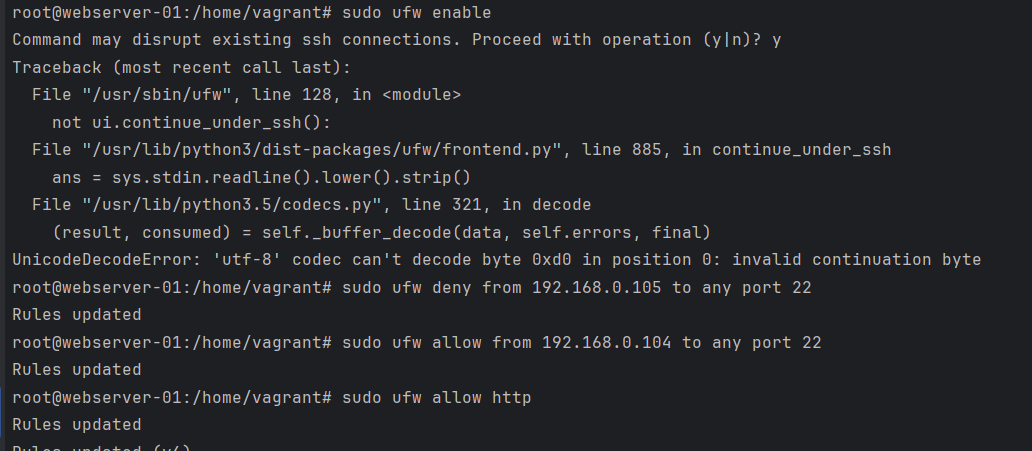 root@webserver-01:/home/vagrant# sudo ufw enable
Command may disrupt existing ssh connections. Proceed with operation (y|n)? y
Traceback (most recent call last):
  File "/usr/sbin/ufw", line 128, in <module>
    not ui.continue_under_ssh():
  File "/usr/lib/python3/dist-packages/ufw/frontend.py", line 885, in continue_under_ssh
    ans = sys.stdin.readline().lower().strip()
  File "/usr/lib/python3.5/codecs.py", line 321, in decode
    (result, consumed) = self._buffer_decode(data, self.errors, final)
UnicodeDecodeError: 'utf-8' codec can't decode byte 0xd0 in position 0: invalid continuation byte
root@webserver-01:/home/vagrant# sudo ufw deny from 192.168.0.105 to any port 22
Rules updated
root@webserver-01:/home/vagrant# sudo ufw allow from 192.168.0.104 to any port 22
Rules updated
root@webserver-01:/home/vagrant# sudo ufw allow http
Rules updated
Rules updated